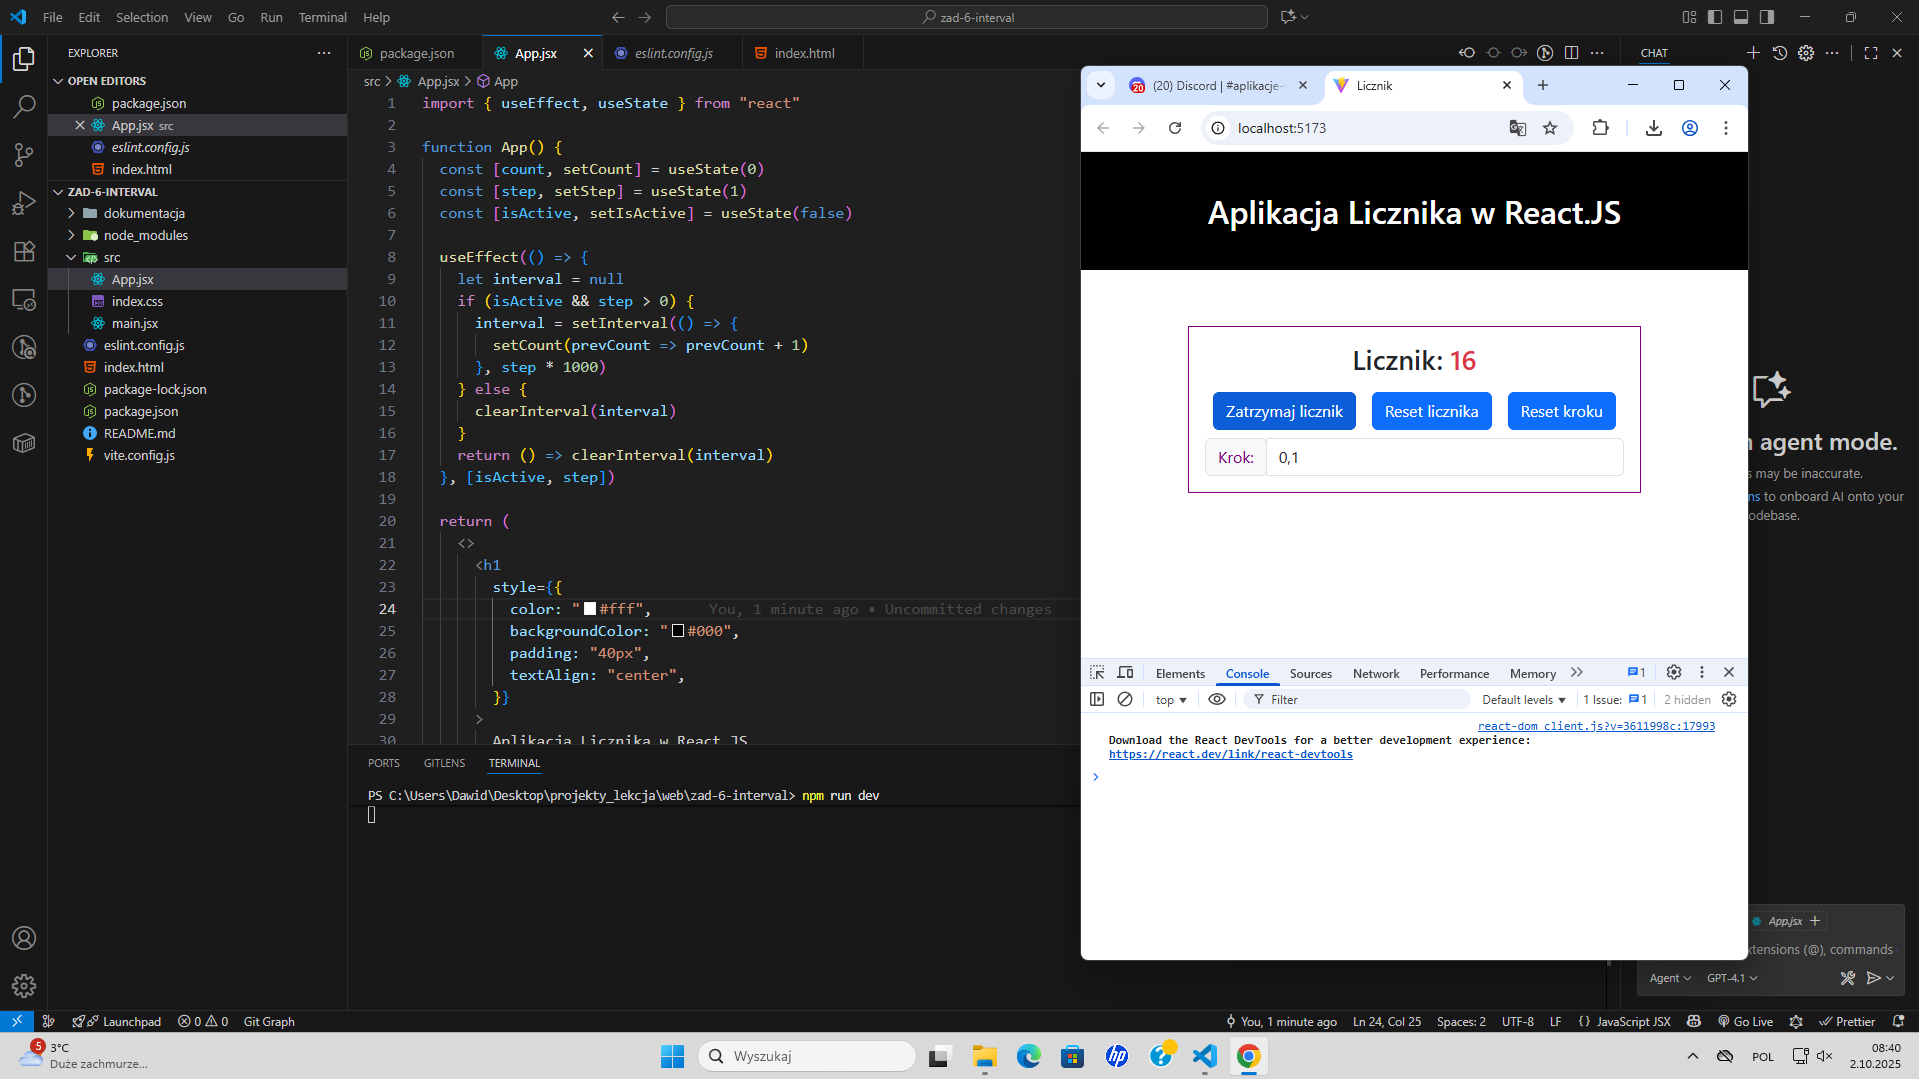 File Edit Selection View Go Run Terminal Help
zad-6-interval
EXPLORER
OPEN EDITORS
package.json
App.jsx src
eslint.config.js
index.html
ZAD-6-INTERVAL
dokumentacja
node_modules
src
App.jsx
index.css
main.jsx
eslint.config.js
index.html
package-lock.json
package.json
README.md
vite.config.js
package.json App.jsx eslint.config.js index.html
src App.jsx App
1 import { useEffect, useState } from "react"
2
3 function App() {
4 const [count, setCount] = useState(0)
5 const [step, setStep] = useState(1)
6 const [isActive, setIsActive] = useState(false)
7
8 useEffect(() => {
9 let interval = null
10 if (isActive && step > 0) {
11 interval = setInterval(() => {
12 setCount(prevCount => prevCount + 1)
13 }, step * 1000)
14 } else {
15 clearInterval(interval)
16 }
17 return () => clearInterval(interval)
18 }, [isActive, step])
19
20 return (
21 <>
22 <h1
23 style={{
24 color: "#fff", You, 1 minute ago • Uncommitted changes
25 backgroundColor: "#000",
26 padding: "40px",
27 textAlign: "center",
28 }}
29 >
30 Aplikacja Licznika w React.JS
PORTS GITLENS TERMINAL
PS C:\Users\Dawid\Desktop\projekty_lekcja\web\zad-6-interval> npm run dev
CHAT
(20) Discord | #aplikacje-
20
Licznik
localhost:5173
Aplikacja Licznika w React.JS
Licznik: 16
Zatrzymaj licznik Reset licznika Reset kroku
Krok: 0,1
Elements Console Sources Network Performance Memory 1
top Filter Default levels 1 Issue: 1 2 hidden
react-dom client.js?v=3611998c:17993
Download the React DevTools for a better development experience:
https://react.dev/link/react-devtools
agent mode.
may be inaccurate.
to onboard AI onto your
App.jsx
(@), commands
Agent GPT-4.1
Launchpad 0 0 Git Graph
You, 1 minute ago Ln 24, Col 25 Spaces: 2 UTF-8 LF JavaScript JSX Go Live Prettier
5
3°C
Duże zachmurze...
Wyszukaj
POL
08:40
2.10.2025